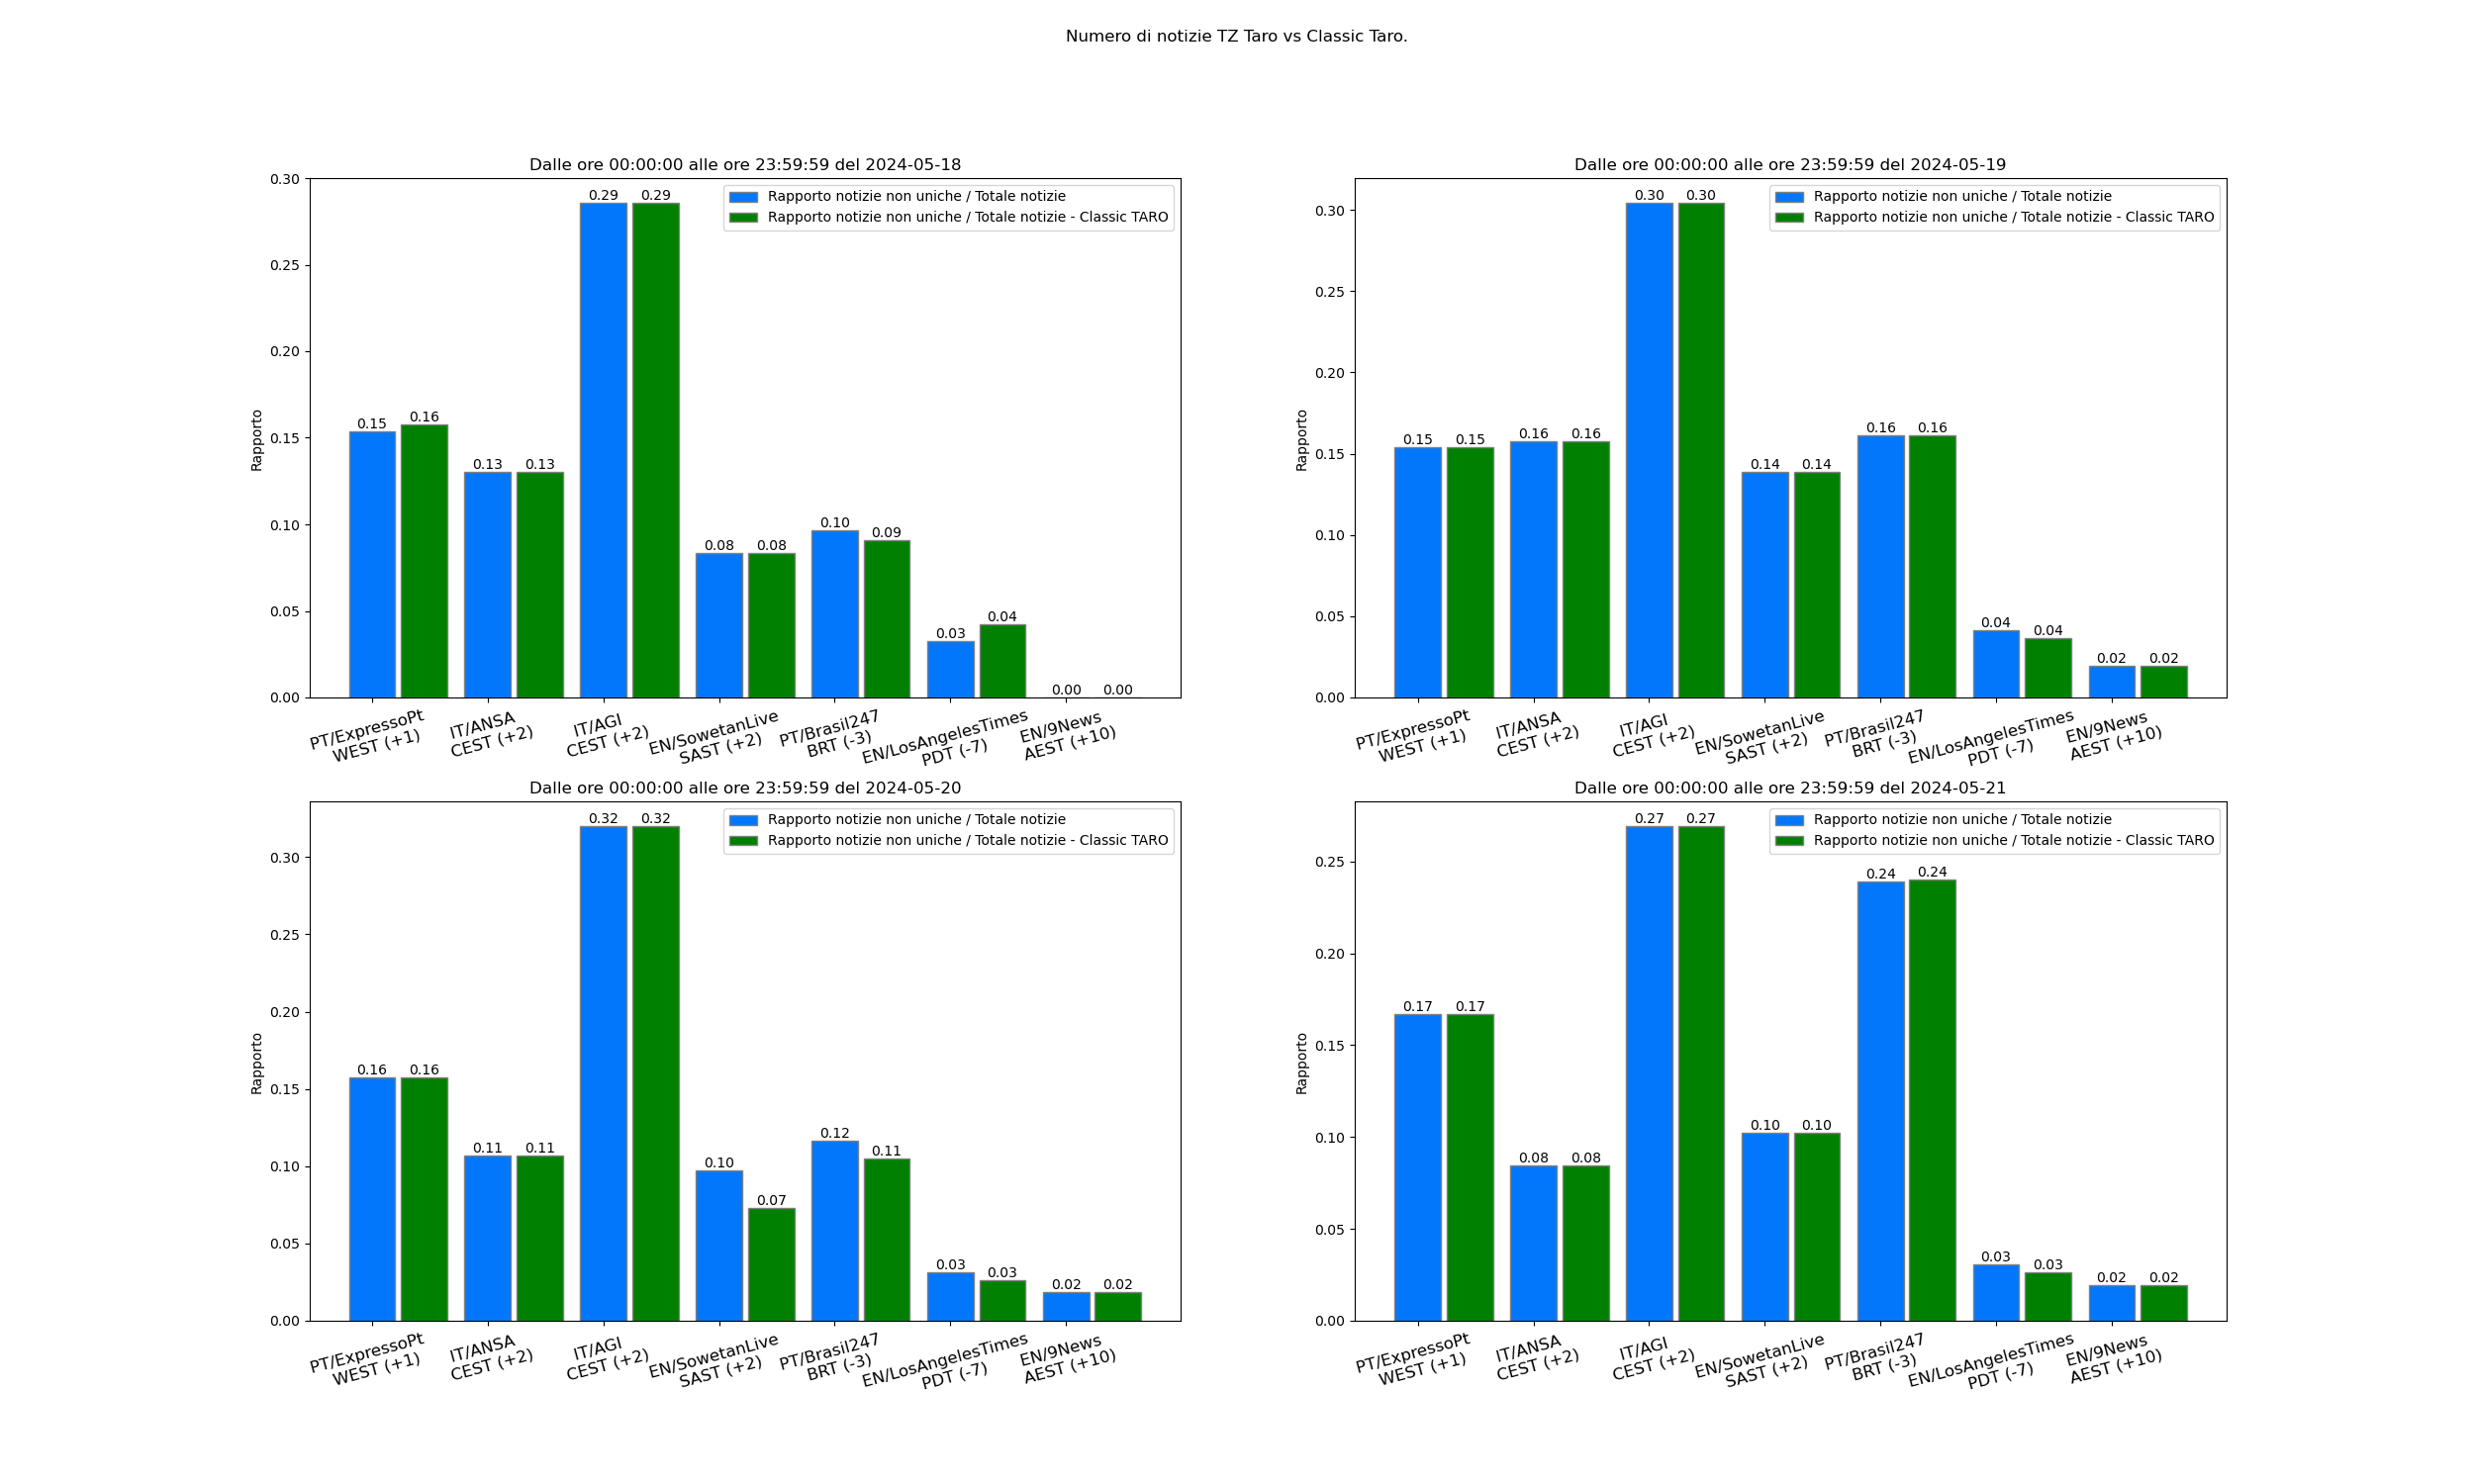 Numero di notizie TZ Taro vs Classic Taro.
Dalle ore 00:00:00 alle ore 23:59:59 del 2024-05-18
Rapporto notizie non uniche / Totale notizie
Rapporto notizie non uniche / Totale notizie - Classic TARO
Rapporto
0.30
0.25
0.20
0.15
0.10
0.05
0.00
0.15 0.16 0.13 0.13 0.29 0.29 0.08 0.08 0.10 0.09 0.03 0.04 0.00 0.00
PT/ExpressoPt
WEST (+1)
IT/ANSA
CEST (+2)
IT/AGI
CEST (+2)
EN/SowetanLive
SAST (+2)
PT/Brasil247
BRT (-3)
EN/LosAngelesTimes
PDT (-7)
EN/9News
AEST (+10)
Dalle ore 00:00:00 alle ore 23:59:59 del 2024-05-19
Rapporto notizie non uniche / Totale notizie
Rapporto notizie non uniche / Totale notizie - Classic TARO
Rapporto
0.30
0.25
0.20
0.15
0.10
0.05
0.00
0.15 0.15 0.16 0.16 0.30 0.30 0.14 0.14 0.16 0.16 0.04 0.04 0.02 0.02
PT/ExpressoPt
WEST (+1)
IT/ANSA
CEST (+2)
IT/AGI
CEST (+2)
EN/SowetanLive
SAST (+2)
PT/Brasil247
BRT (-3)
EN/LosAngelesTimes
PDT (-7)
EN/9News
AEST (+10)
Dalle ore 00:00:00 alle ore 23:59:59 del 2024-05-20
Rapporto notizie non uniche / Totale notizie
Rapporto notizie non uniche / Totale notizie - Classic TARO
Rapporto
0.30
0.25
0.20
0.15
0.10
0.05
0.00
0.16 0.16 0.11 0.11 0.32 0.32 0.10 0.07 0.12 0.11 0.03 0.03 0.02 0.02
PT/ExpressoPt
WEST (+1)
IT/ANSA
CEST (+2)
IT/AGI
CEST (+2)
EN/SowetanLive
SAST (+2)
PT/Brasil247
BRT (-3)
EN/LosAngelesTimes
PDT (-7)
EN/9News
AEST (+10)
Dalle ore 00:00:00 alle ore 23:59:59 del 2024-05-21
Rapporto notizie non uniche / Totale notizie
Rapporto notizie non uniche / Totale notizie - Classic TARO
Rapporto
0.25
0.20
0.15
0.10
0.05
0.00
0.17 0.17 0.08 0.08 0.27 0.27 0.10 0.10 0.24 0.24 0.03 0.03 0.02 0.02
PT/ExpressoPt
WEST (+1)
IT/ANSA
CEST (+2)
IT/AGI
CEST (+2)
EN/SowetanLive
SAST (+2)
PT/Brasil247
BRT (-3)
EN/LosAngelesTimes
PDT (-7)
EN/9News
AEST (+10)